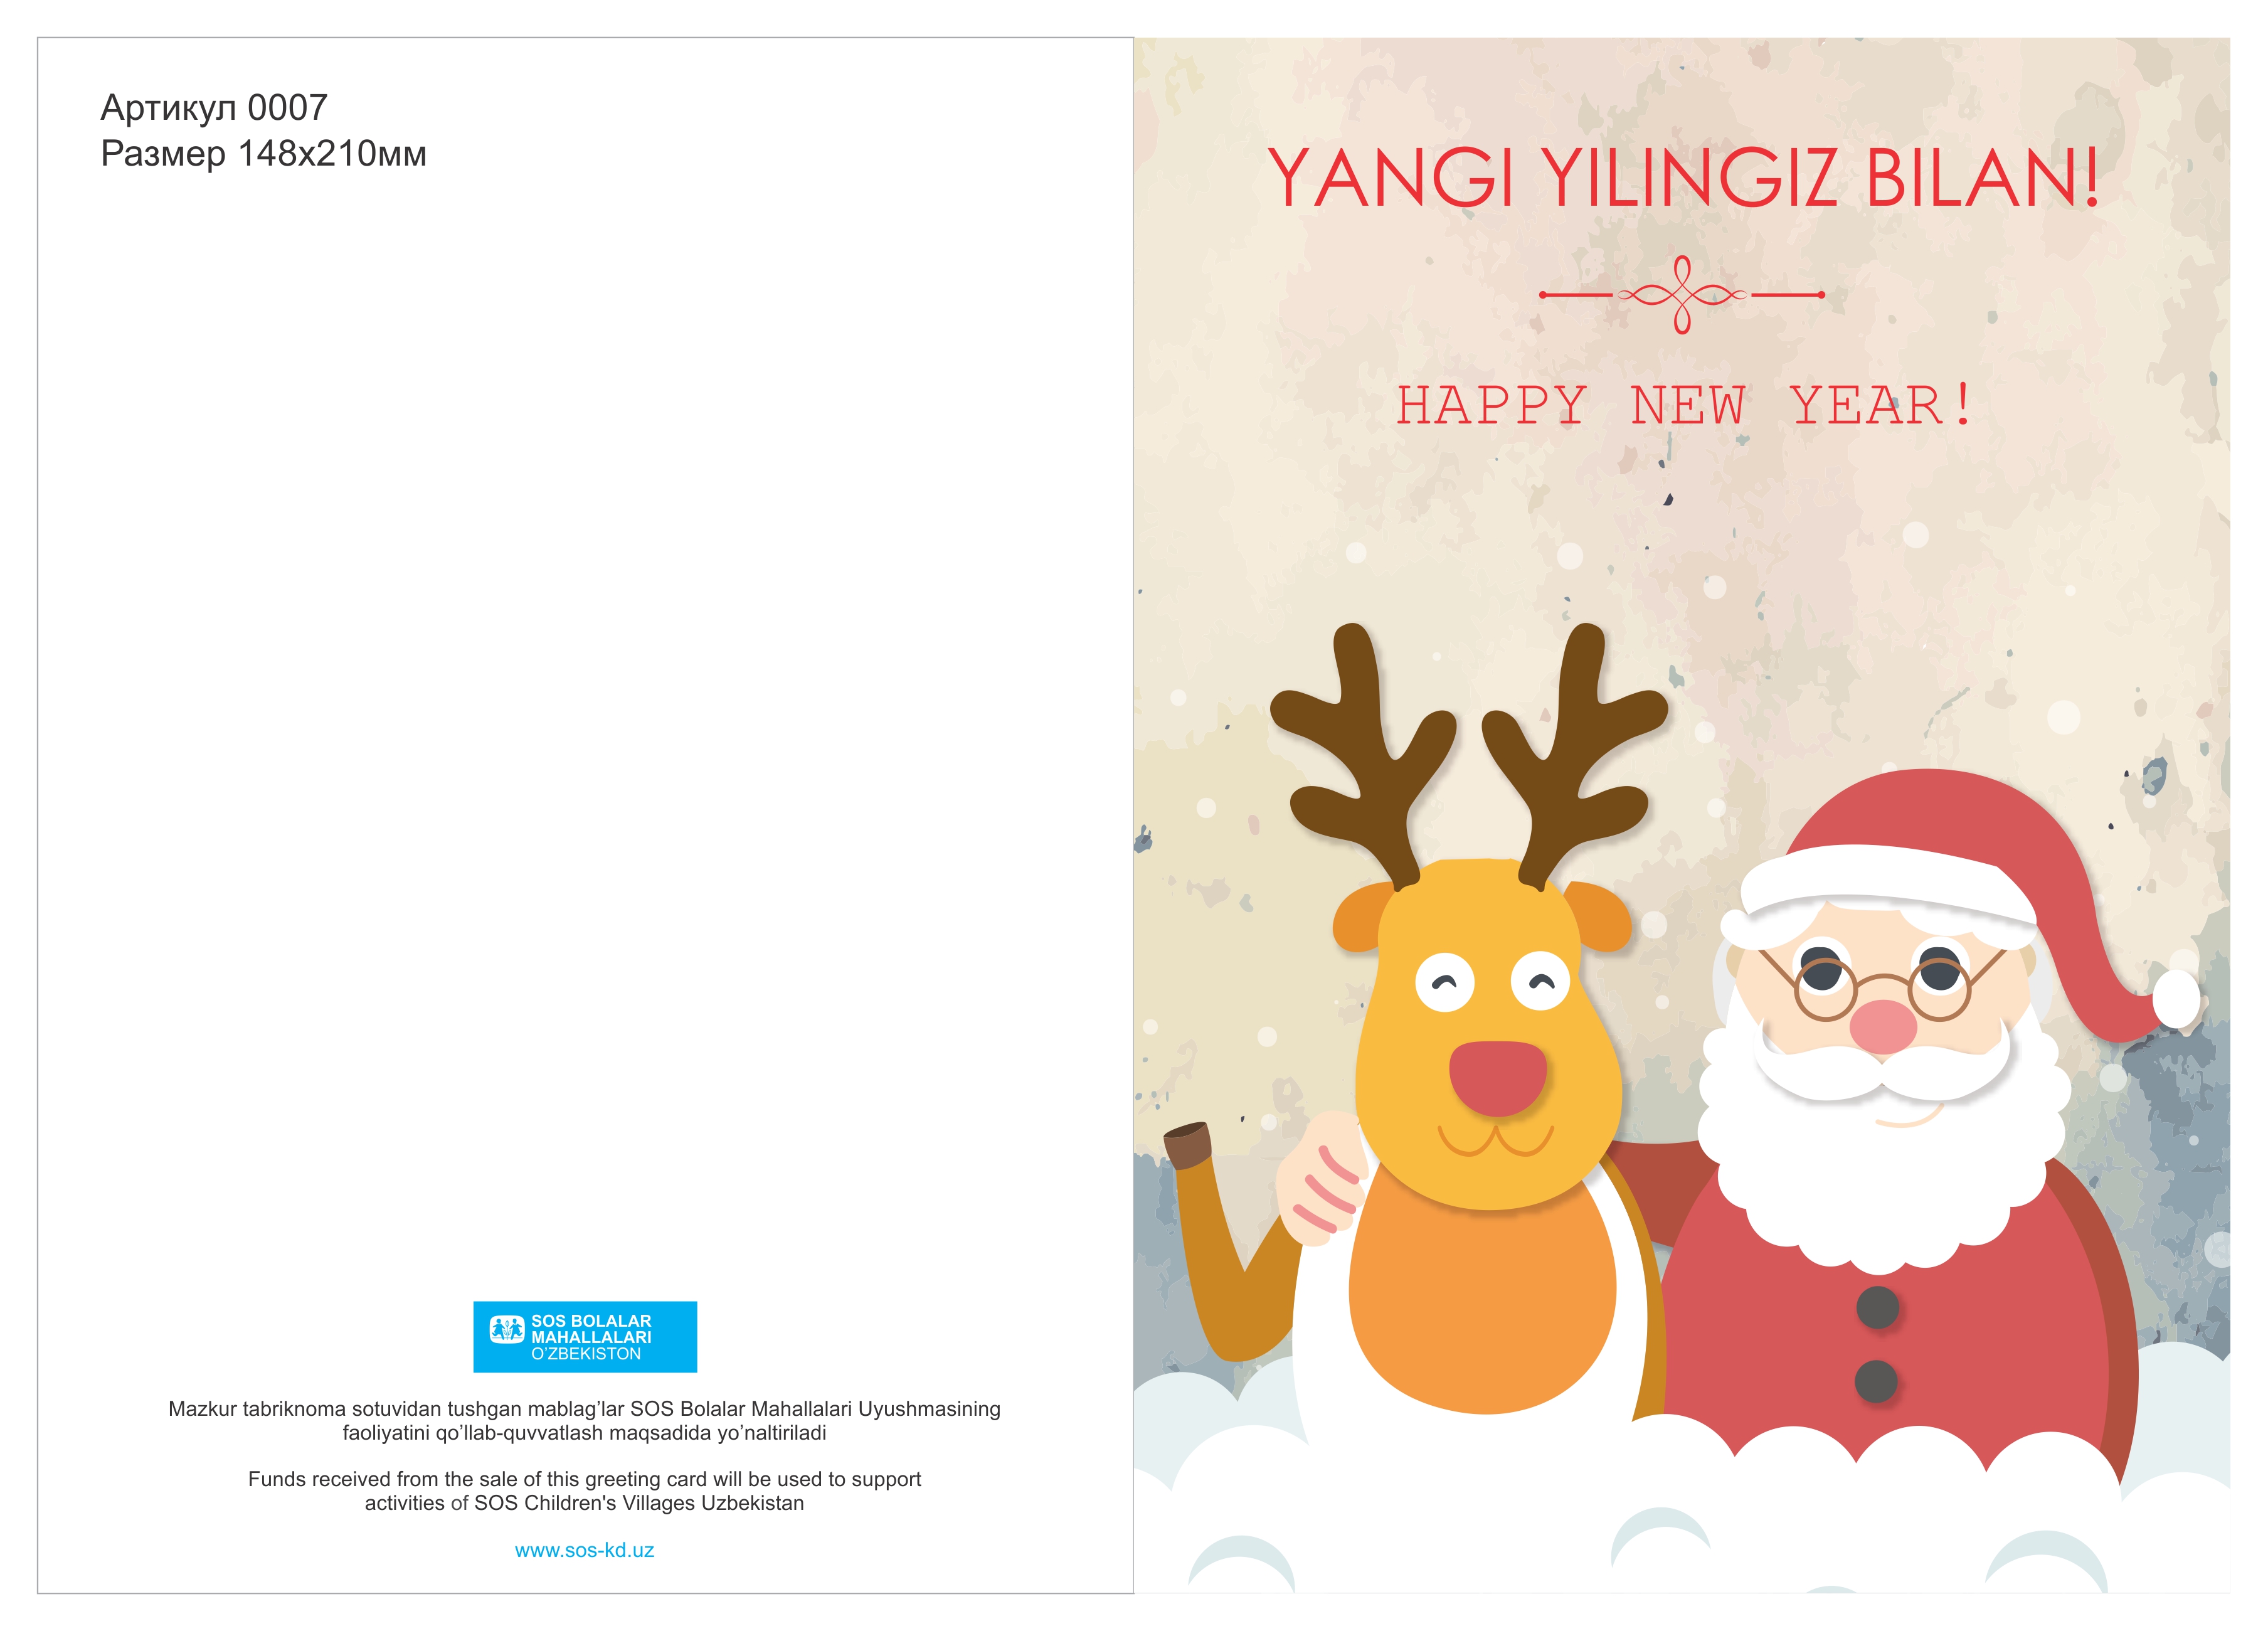 Артикул 0007
Размер 148х210мм
SOS BOLALAR
MAHALLALARI
O'ZBEKISTON
Mazkur tabriknoma sotuvidan tushgan mablag’lar SOS Bolalar Mahallalari Uyushmasining
faoliyatini qo’llab-quvvatlash maqsadida yo’naltiriladi
Funds received from the sale of this greeting card will be used to support
activities of SOS Children's Villages Uzbekistan
www.sos-kd.uz
YANGI YILINGIZ BILAN!
HAPPY NEW YEAR!